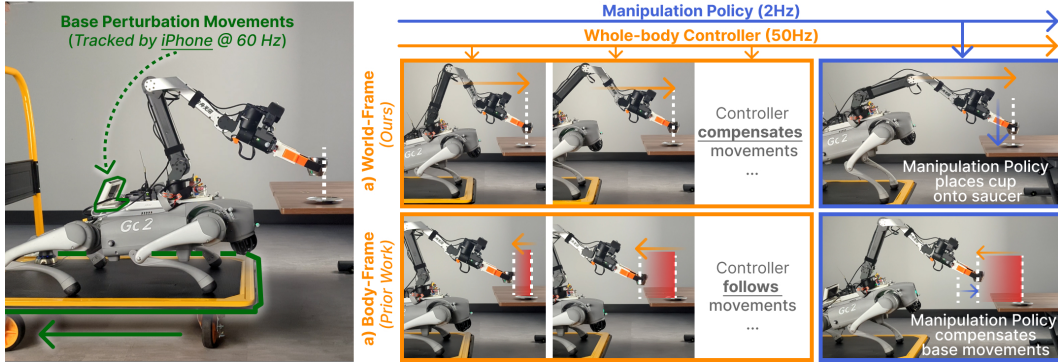 Base Perturbation Movements
(Tracked by iPhone @ 60 Hz)
Go2
Manipulation Policy (2Hz)
Whole-body Controller (50Hz)
a) World-Frame
(Ours)
Controller
compensates
movements
...
Manipulation Policy
places cup
onto saucer
a) Body-Frame
(Prior Work)
Controller
follows
movements
...
Manipulation Policy
compensates
base movements